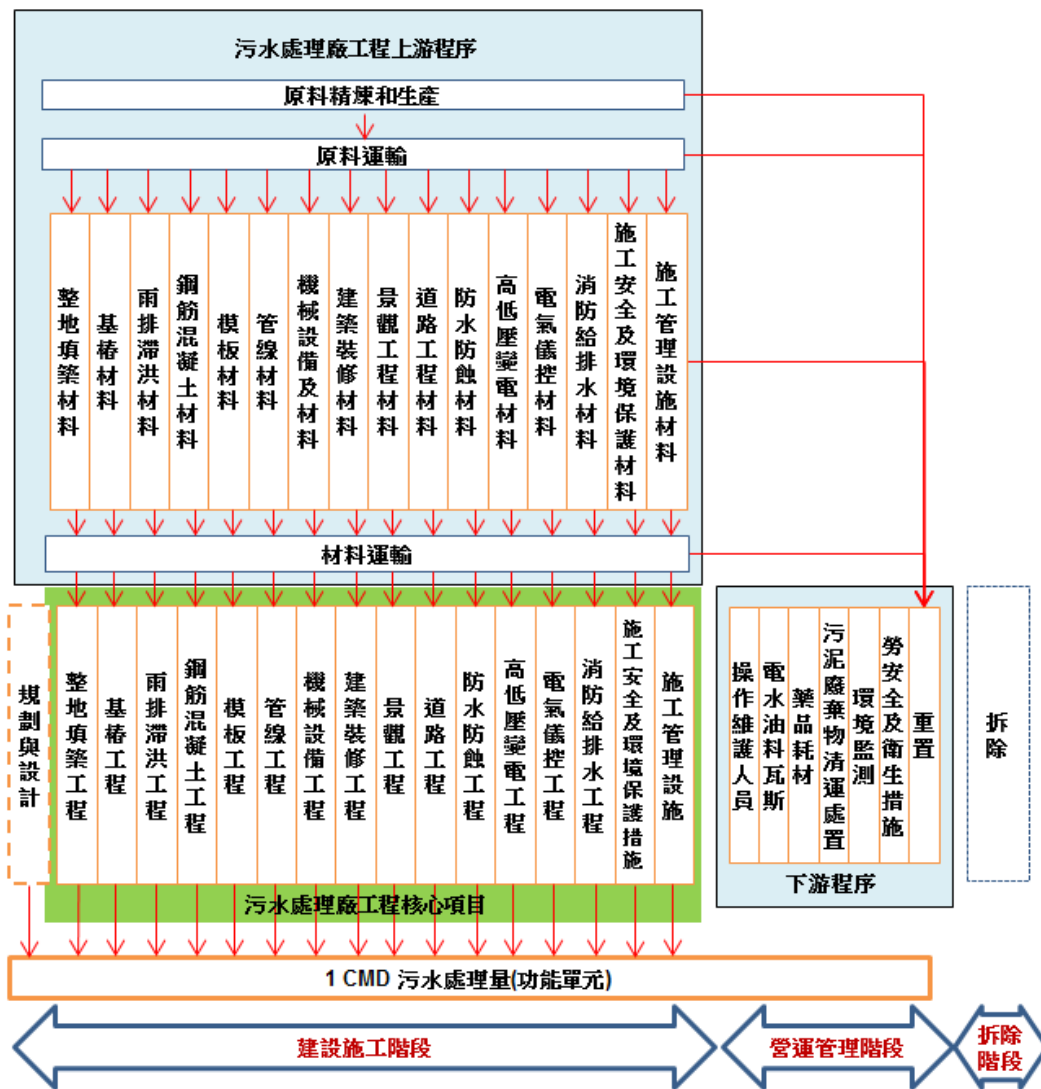 污水處理廠工程上游程序
原料精煉和生產
原料運輸
整地填築材料
基樁材料
雨排滯洪材料
鋼筋混凝土材料
模板材料
管線材料
機械設備及材料
建築裝修材料
景觀工程材料
道路工程材料
防水防蝕材料
高低壓變電材料
電氣儀控材料
消防給排水材料
施工安全及環境保護材料
施工管理設施材料
材料運輸
規劃與設計
整地填築工程
基樁工程
雨排滯洪工程
鋼筋混凝土工程
模板工程
管線工程
機械設備工程
建築裝修工程
景觀工程
道路工程
防水防蝕工程
高低壓變電工程
電氣儀控工程
消防給排水工程
施工安全及環境保護措施
施工管理設施
污水處理廠工程核心項目
操作維護人員
電水油料瓦斯
藥品耗材
污泥廢棄物清運處置
環境監測
勞安全及衛生措施
重置
下游程序
拆除
1 CMD 污水處理量(功能單元)
建設施工階段
營運管理階段
拆除
階段